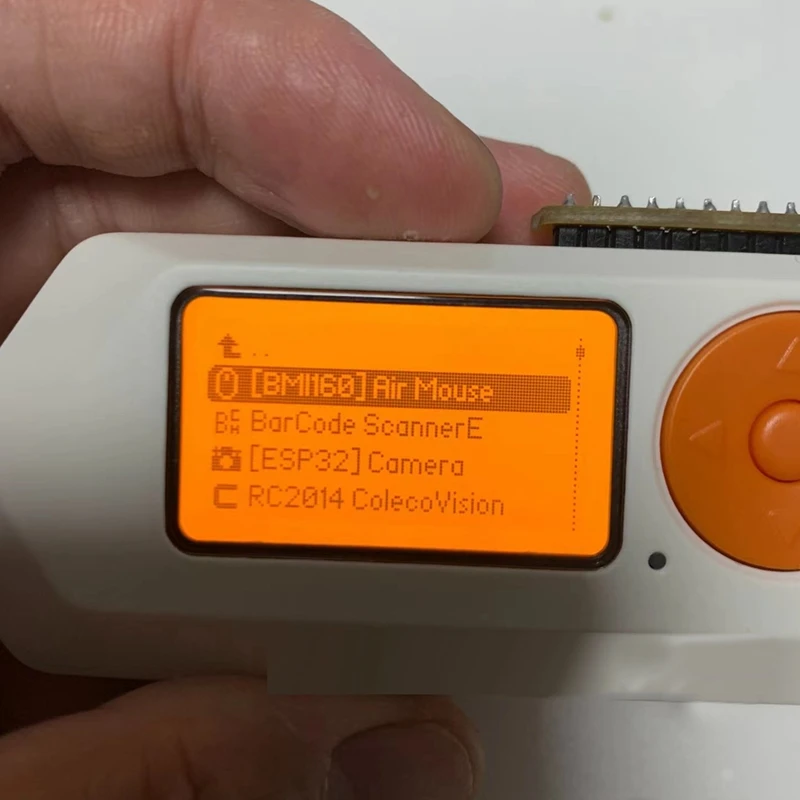 ..
[BMI160] Air Mouse
BarCode ScannerE
[ESP32] Camera
RC2014 ColecoVision